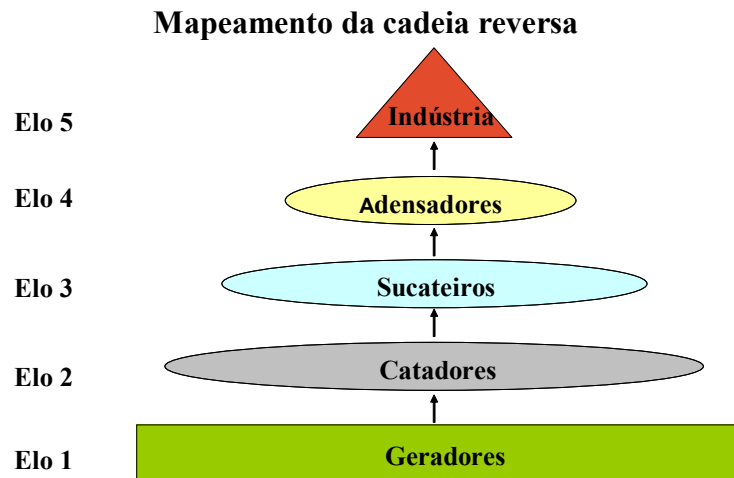 Mapeamento da cadeia reversa
Elo 5
Indústria
Elo 4
Adensadores
Elo 3
Sucateiros
Elo 2
Catadores
Elo 1
Geradores